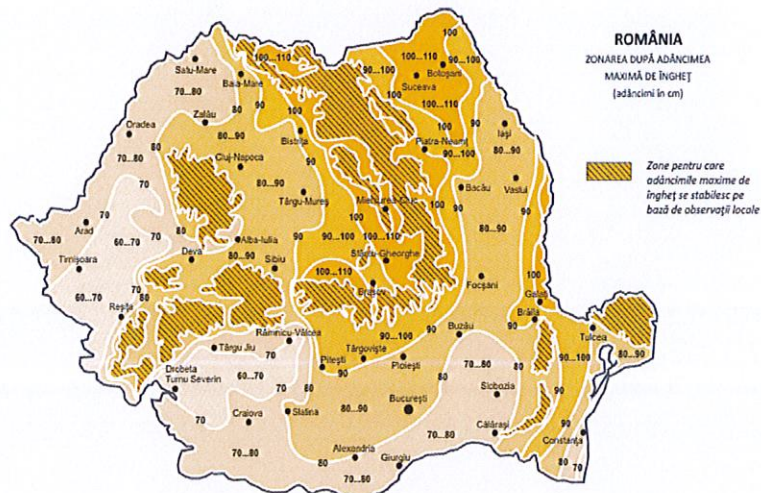 ROMÂNIA
ZONAREA DUPĂ ADÂNCIMEA
MAXIMĂ DE ÎNGHEȚ
(adâncimi în cm)
Zone pentru care
adâncimile maxime de
îngheț se stabilesc pe
bază de observații locale
100
100...110
90...100
Satu-Mare
Botoșani
Baia-Mare
Suceava
70...80
80
90
100
100...110
Zalău
Iași
Oradea
80...90
Bistrița
Piatra-Neamț
80...90
70...80
Cluj-Napoca
90...100
70
80...90
Bacău
Vaslui
Târgu-Mureș
Miercurea-Ciuc
Arad
70...80
60...70
90...100
100...110
80...90
Timișoara
Alba-Iulia
Sfântu-Gheorghe
Deva
80...90
Sibiu
100...110
Focșani
60...70
Brașov
Galați
Reșița
Brăila
Râmnicu-Vâlcea
90...100
Buzău
Tulcea
Târgu Jiu
Târgoviște
70...80
90...100
80...90
Pitești
Ploiești
Drobeta
Turnu Severin
60...70
Slobozia
80...90
București
Craiova
Slatina
Călărași
70...80
Constanța
Alexandria
Giurgiu
70...80
70...80
70